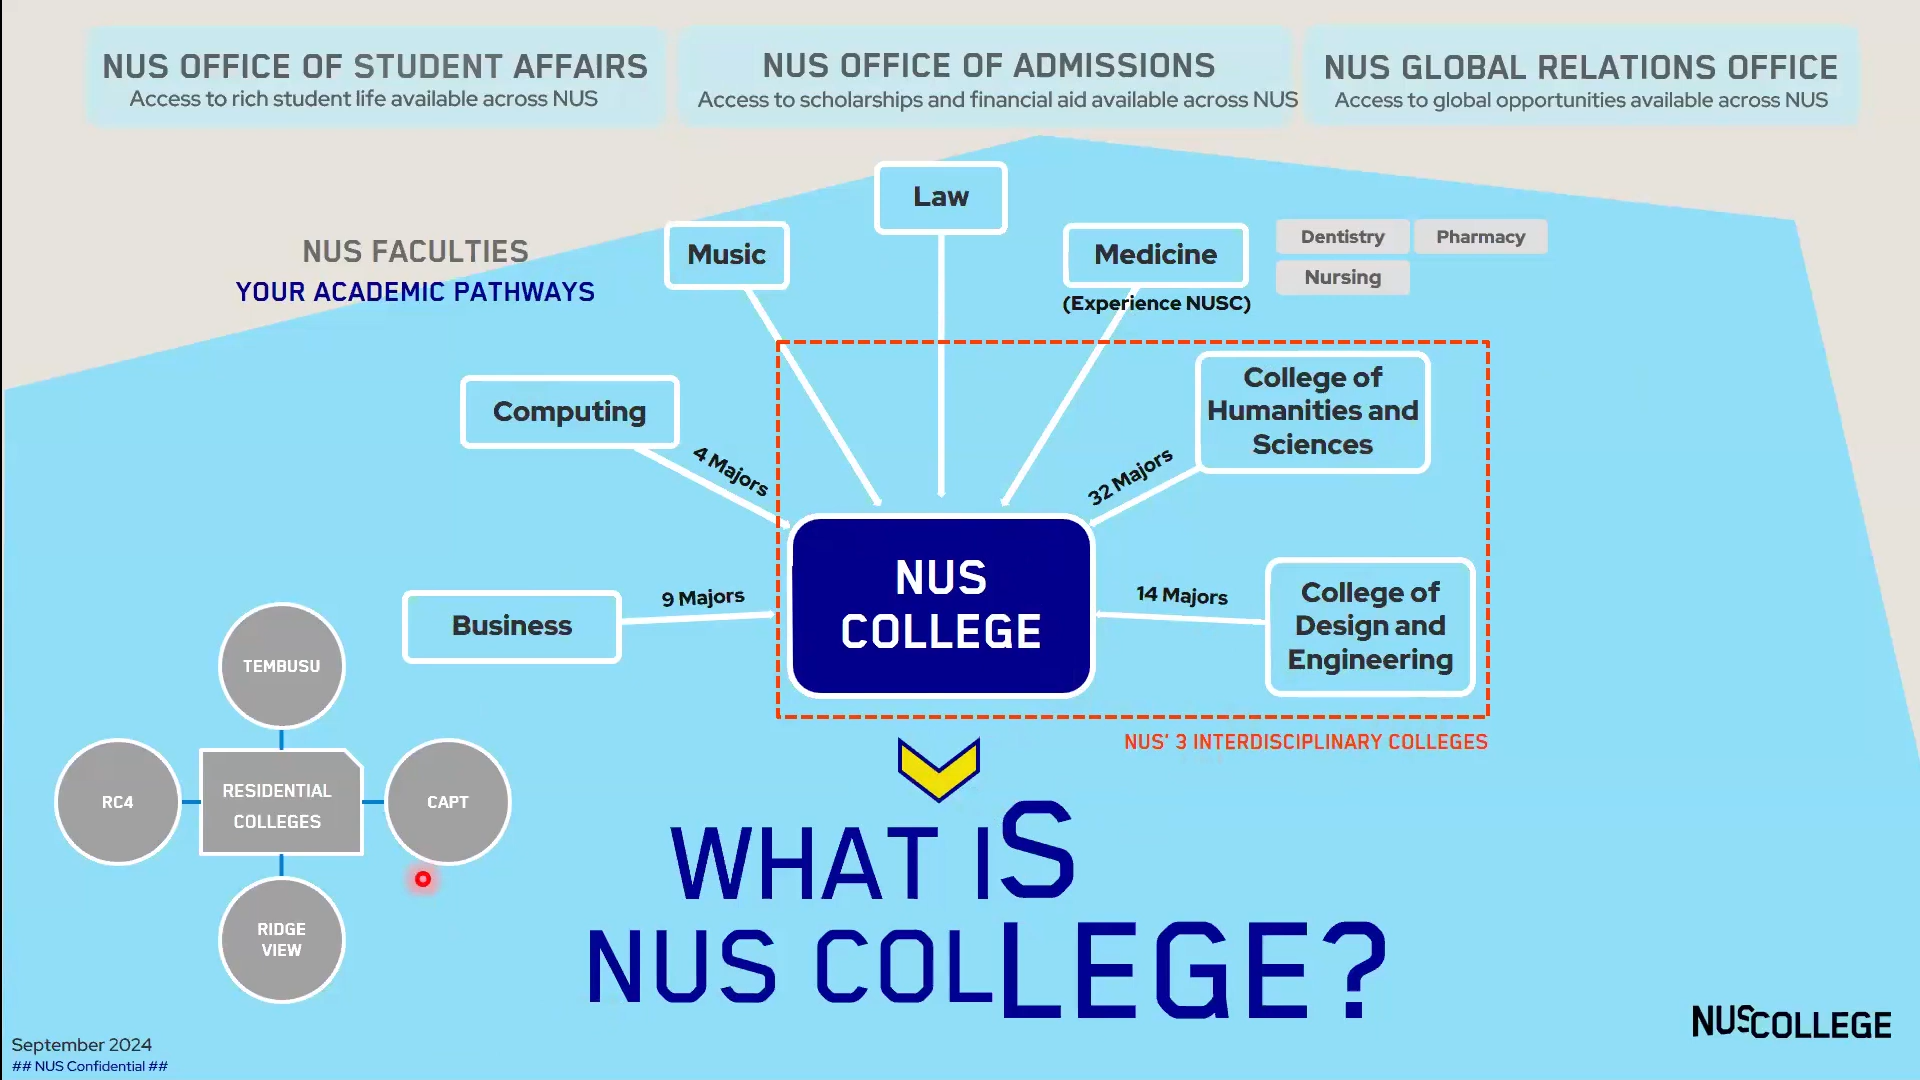 NUS OFFICE OF STUDENT AFFAIRS
Access to rich student life available across NUS
NUS OFFICE OF ADMISSIONS
Access to scholarships and financial aid available across NUS
NUS GLOBAL RELATIONS OFFICE
Access to global opportunities available across NUS
NUS FACULTIES
YOUR ACADEMIC PATHWAYS
Music
Law
Medicine
(Experience NUSC)
Dentistry
Pharmacy
Nursing
Computing
4 Majors
College of
Humanities and
Sciences
32 Majors
Business
9 Majors
NUS
COLLEGE
14 Majors
College of
Design and
Engineering
NUS' 3 INTERDISCIPLINARY COLLEGES
TEMBUSU
RC4
RESIDENTIAL
COLLEGES
CAPT
RIDGE
VIEW
WHAT IS
NUS COLLEGE?
September 2024
## NUS Confidential ##
NUSCOLLEGE